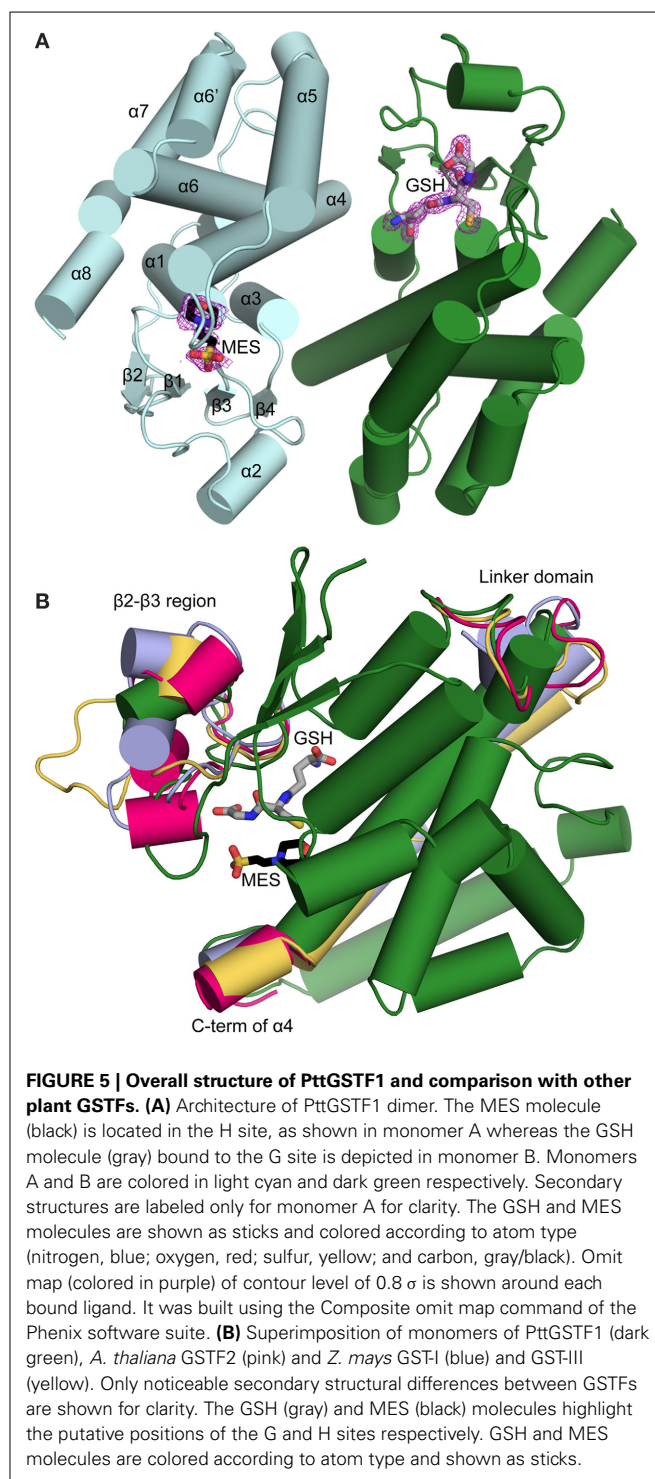 A
α6'
α5
α7
GSH
α6
α4
α8
α1
α3
MES
β2
β1
β3
β4
α2
B
β2-β3 region
Linker domain
GSH
MES
C-term of α4
FIGURE 5 | Overall structure of PttGSTF1 and comparison with other
plant GSTFs. (A) Architecture of PttGSTF1 dimer. The MES molecule
(black) is located in the H site, as shown in monomer A whereas the GSH
molecule (gray) bound to the G site is depicted in monomer B. Monomers
A and B are colored in light cyan and dark green respectively. Secondary
structures are labeled only for monomer A for clarity. The GSH and MES
molecules are shown as sticks and colored according to atom type
(nitrogen, blue; oxygen, red; sulfur, yellow; and carbon, gray/black). Omit
map (colored in purple) of contour level of 0.8 σ is shown around each
bound ligand. It was built using the Composite omit map command of the
Phenix software suite. (B) Superimposition of monomers of PttGSTF1 (dark
green), A. thaliana GSTF2 (pink) and Z. mays GST-I (blue) and GST-III
(yellow). Only noticeable secondary structural differences between GSTFs
are shown for clarity. The GSH (gray) and MES (black) molecules highlight
the putative positions of the G and H sites respectively. GSH and MES
molecules are colored according to atom type and shown as sticks.